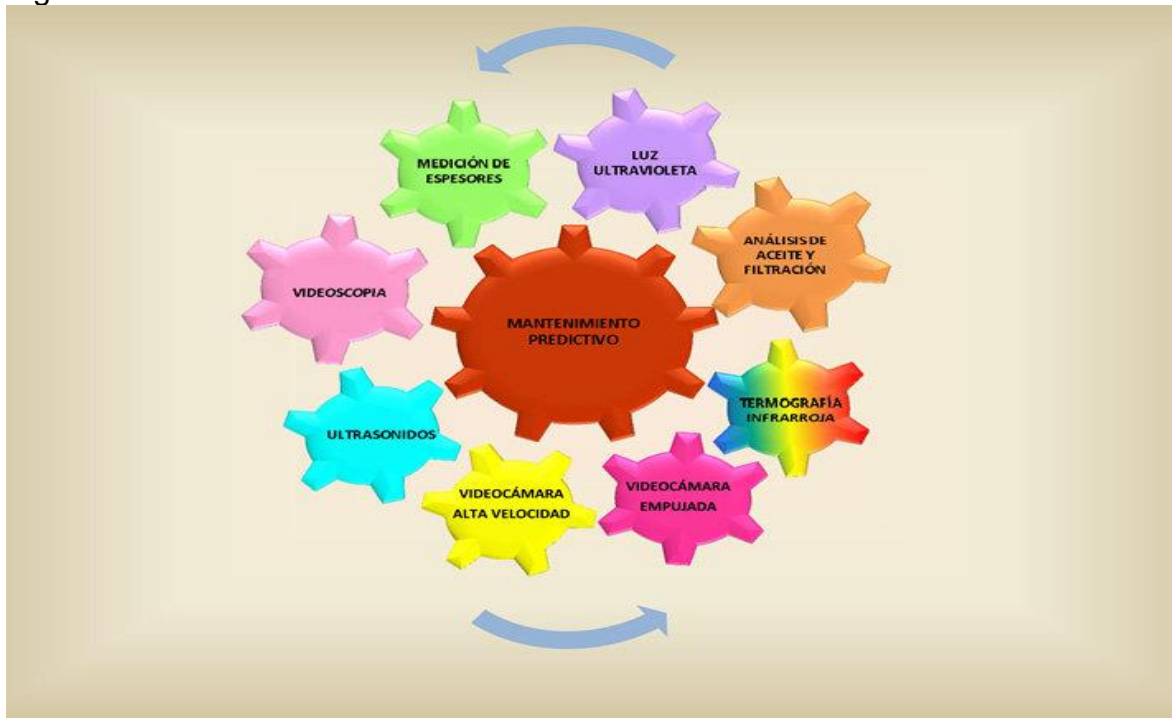 MEDICIÓN DE
ESPESORES
LUZ
ULTRAVIOLETA
ANÁLISIS DE
ACEITE Y
FILTRACIÓN
VIDEOSCOPIA
MANTENIMIENTO
PREDICTIVO
TERMOGRAFÍA
INFRARROJA
ULTRASONIDOS
VIDEOCÁMARA
ALTA VELOCIDAD
VIDEOCÁMARA
EMPUJADA